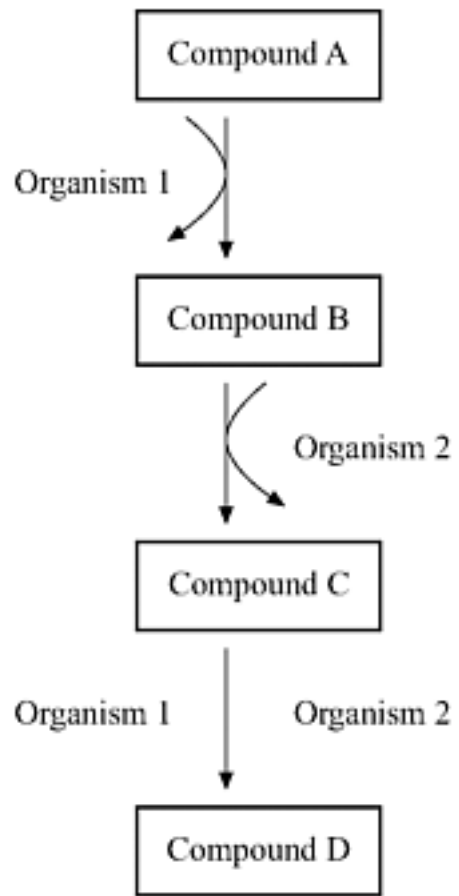 Compound A
Organism 1
Compound B
Organism 2
Compound C
Organism 1 Organism 2
Compound D